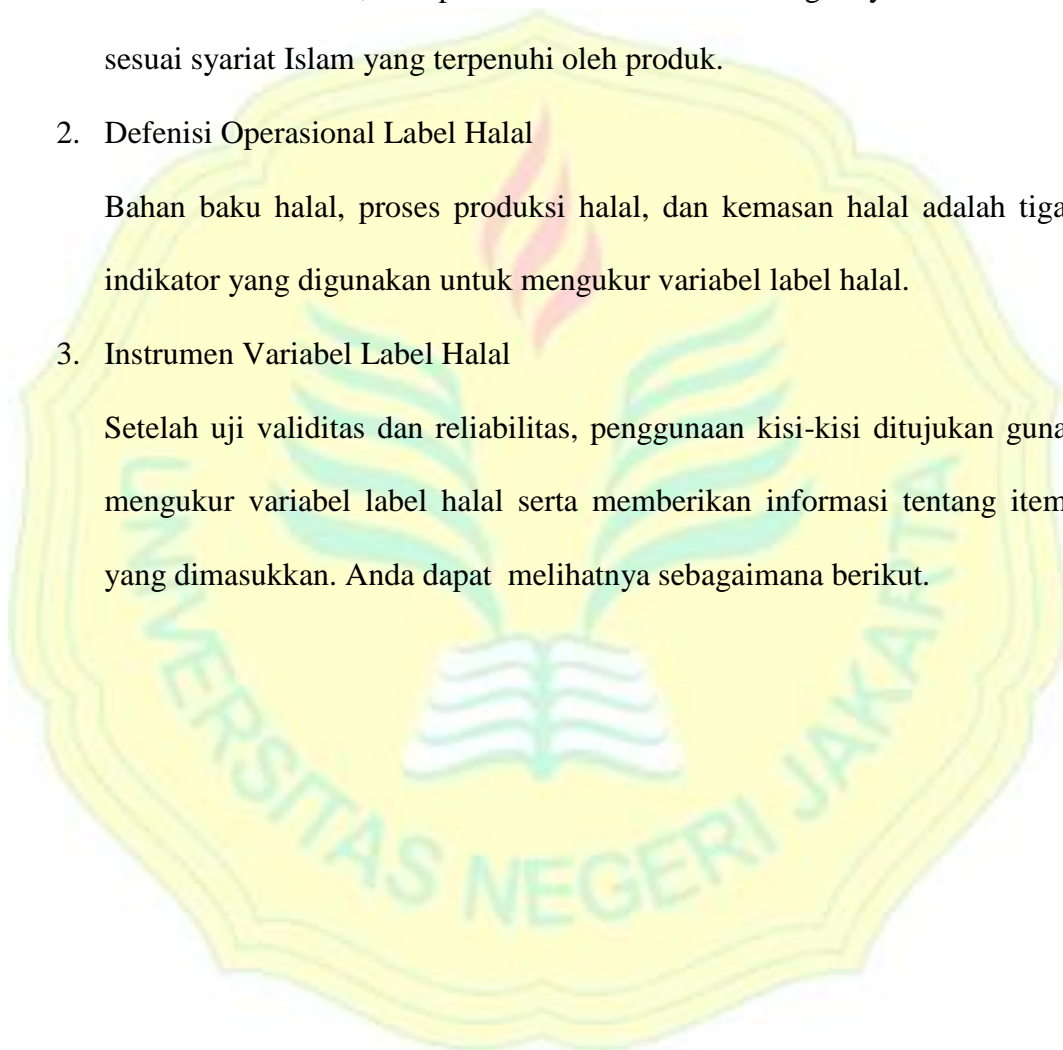 sesuai syariat Islam yang terpenuhi oleh produk.
2. Defenisi Operasional Label Halal
Bahan baku halal, proses produksi halal, dan kemasan halal adalah tiga
indikator yang digunakan untuk mengukur variabel label halal.
3. Instrumen Variabel Label Halal
Setelah uji validitas dan reliabilitas, penggunaan kisi-kisi ditujukan guna
mengukur variabel label halal serta memberikan informasi tentang item
yang dimasukkan. Anda dapat melihatnya sebagaimana berikut.
UNIVERSITAS NEGERI JAKARTA